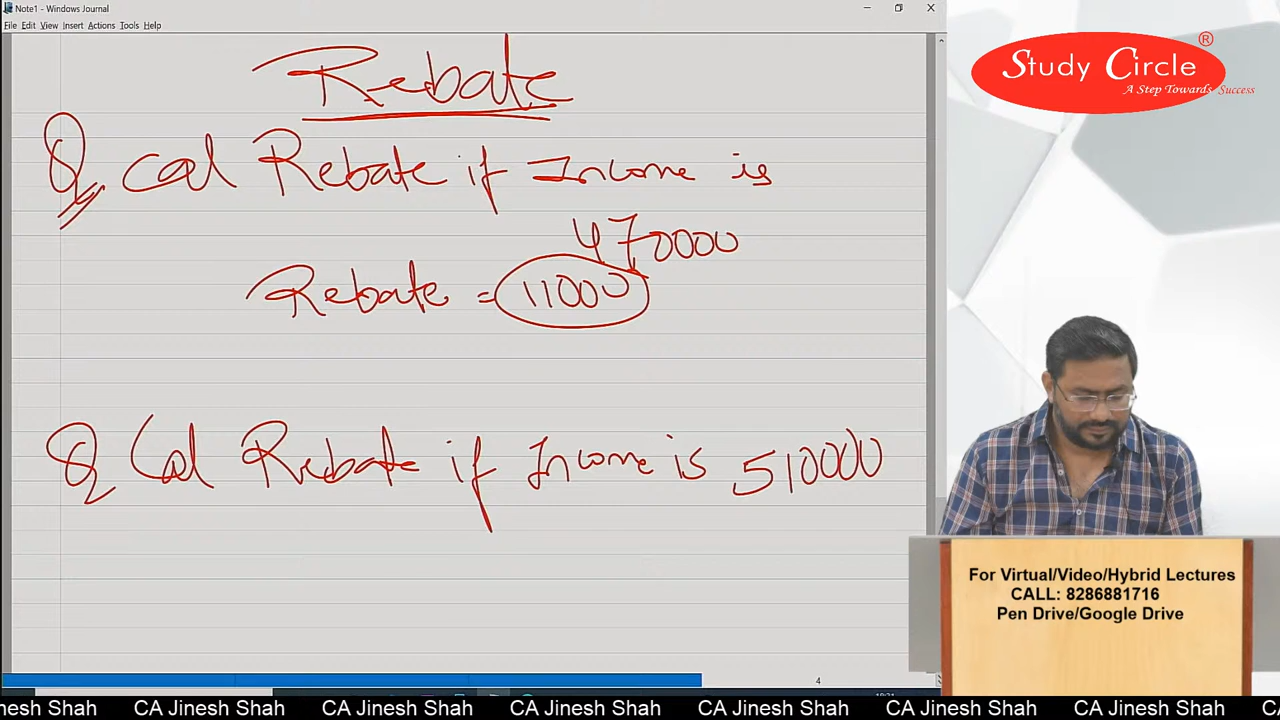 Note1 - Windows Journal
File Edit View Insert Actions Tools Help
Rebate
Q Cal Rebate if Income is
470000
Rebate = 11000
Q Cal Rebate if Income is 510000
4
Study Circle ®
A Step Towards Success
For Virtual/Video/Hybrid Lectures
CALL: 8286881716
Pen Drive/Google Drive
nesh Shah CA Jinesh Shah CA Jinesh Shah CA Jinesh Shah CA Jinesh Shah CA Jinesh Shah CA Jinesh Shah